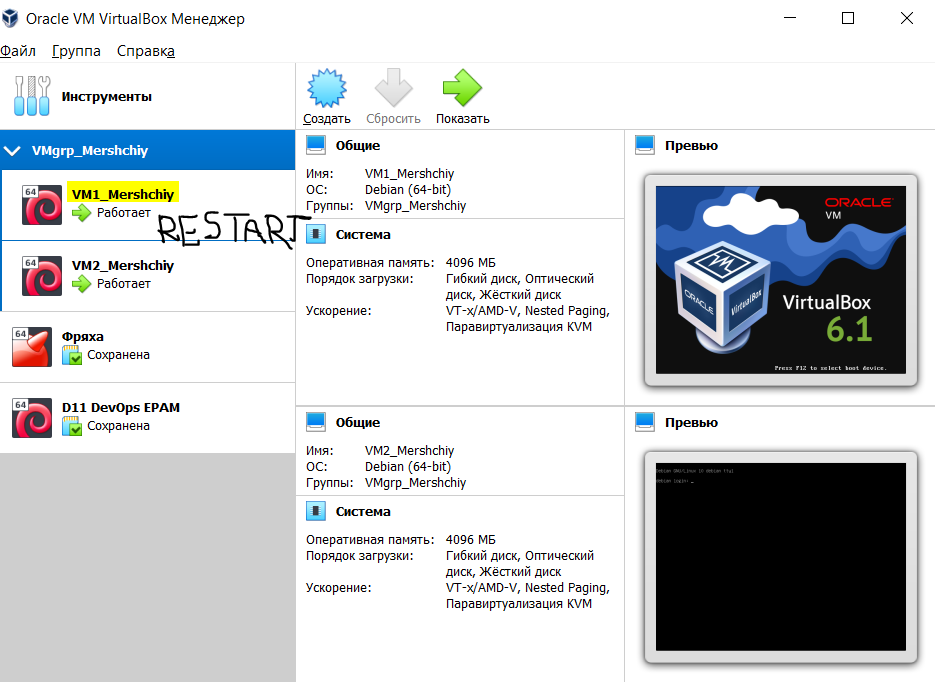 Oracle VM VirtualBox Менеджер
Файл Группа Справка
Инструменты
Создать Сбросить Показать
VMgrp_Mershchiy
64 VM1_Mershchiy
Работает
RESTART
64 VM2_Mershchiy
Работает
64 Фряха
Сохранена
64 D11 DevOps EPAM
Сохранена
Общие
Имя: VM1_Mershchiy
ОС: Debian (64-bit)
Группы: VMgrp_Mershchiy
Система
Оперативная память: 4096 МБ
Порядок загрузки: Гибкий диск, Оптический
диск, Жёсткий диск
Ускорение: VT-x/AMD-V, Nested Paging,
Паравиртуализация KVM
Превью
ORACLE
VM
ORACLE VirtualBox
VirtualBox
6.1
Press F12 to select boot device.
Общие
Имя: VM2_Mershchiy
ОС: Debian (64-bit)
Группы: VMgrp_Mershchiy
Система
Оперативная память: 4096 МБ
Порядок загрузки: Гибкий диск, Оптический
диск, Жёсткий диск
Ускорение: VT-x/AMD-V, Nested Paging,
Паравиртуализация KVM
Превью
Debian GNU/Linux 11 debian tty1
debian login: _